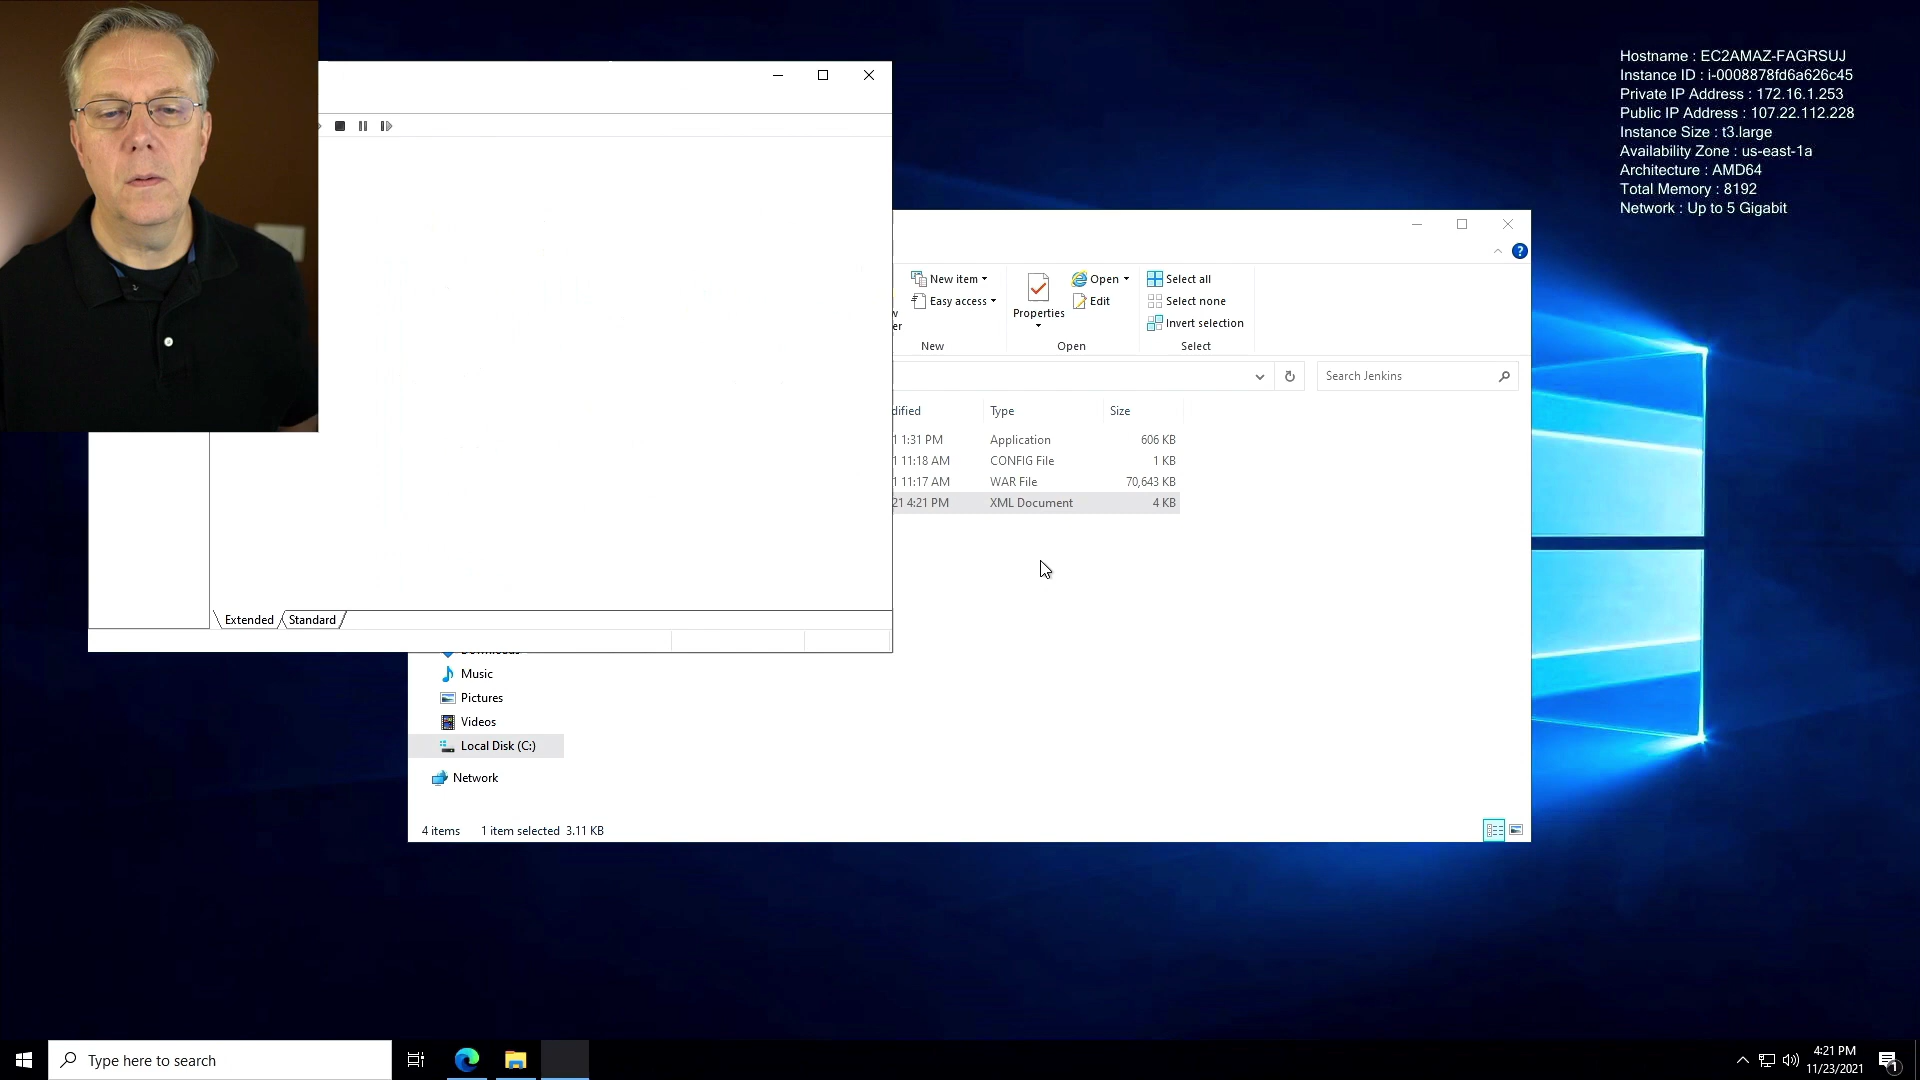 Hostname : EC2AMAZ-FAGRSUJ
Instance ID : i-0008878fd6a626c45
Private IP Address : 172.16.1.253
Public IP Address : 107.22.112.228
Instance Size : t3.large
Availability Zone : us-east-1a
Architecture : AMD64
Total Memory : 8192
Network : Up to 5 Gigabit
New item
Easy access
New
Properties
Open
Edit
Open
Select all
Select none
Invert selection
Select
Search Jenkins
Type Size
1:31 PM Application 606 KB
11:18 AM CONFIG File 1 KB
11:17 AM WAR File 70,643 KB
21 4:21 PM XML Document 4 KB
Extended Standard
Music
Pictures
Videos
Local Disk (C:)
Network
4 items 1 item selected 3.11 KB
Type here to search
4:21 PM
11/23/2021
1